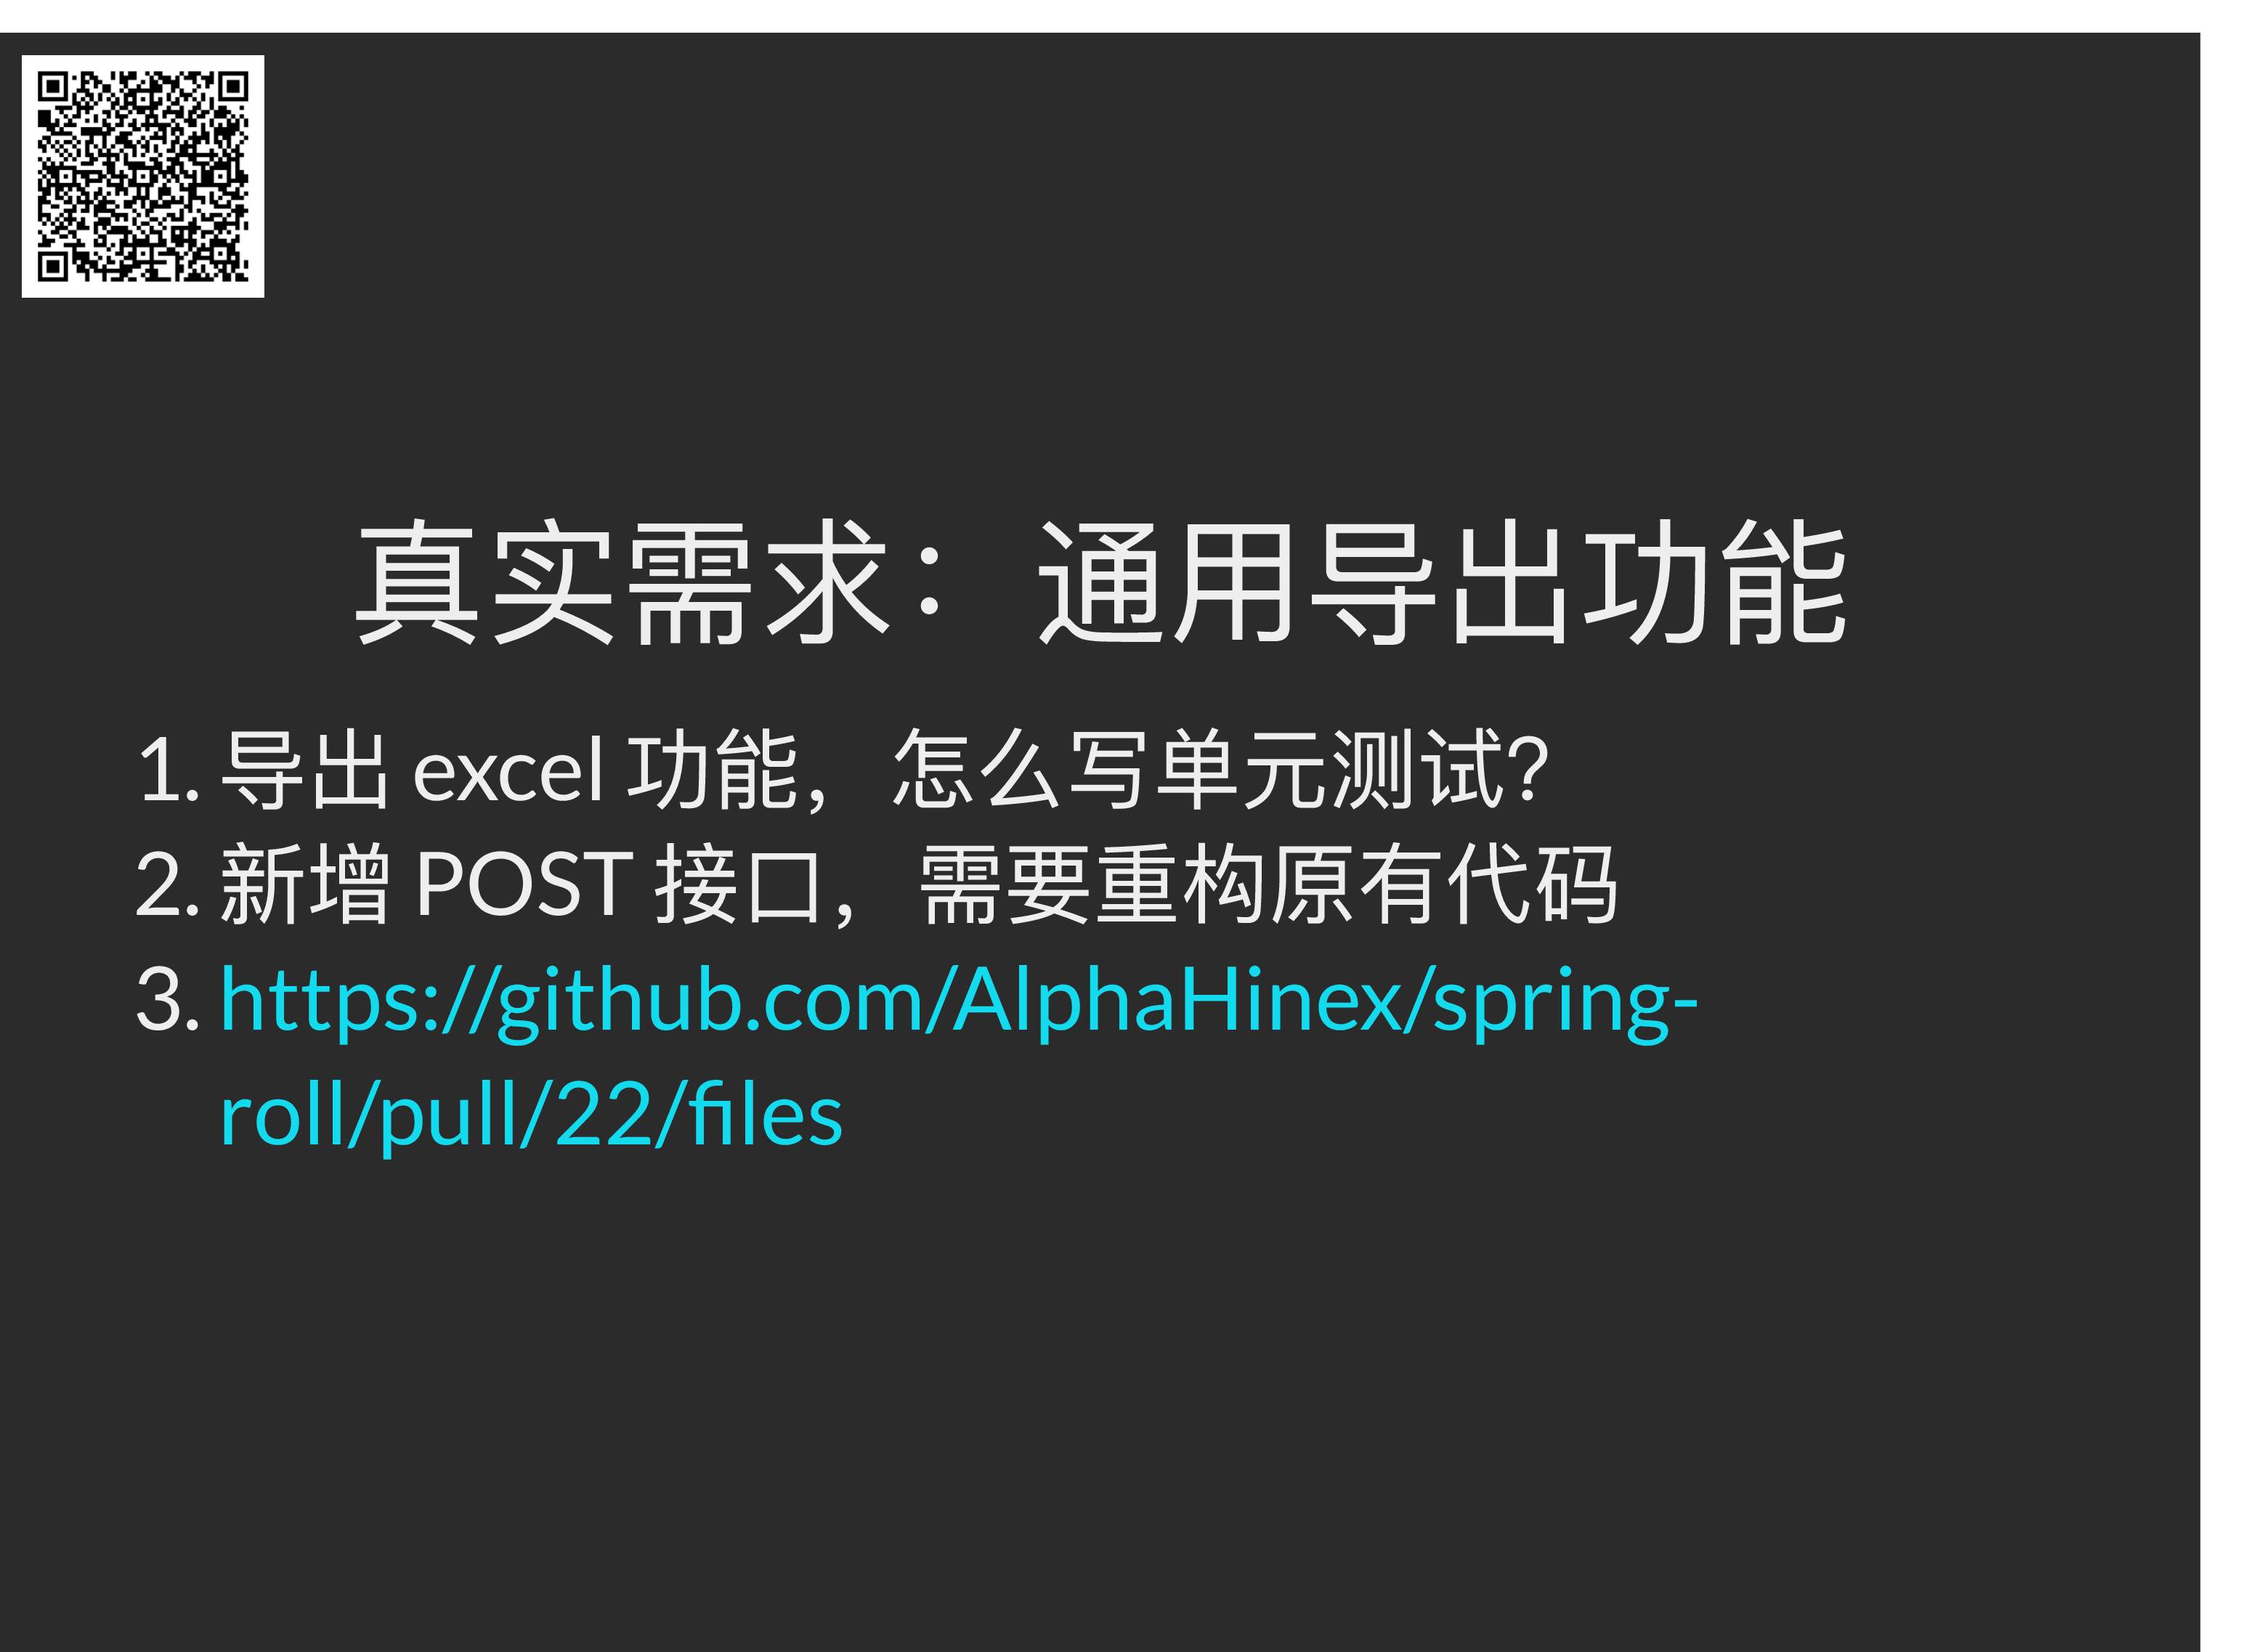 真实需求：通用导出功能
1. 导出 excel 功能，怎么写单元测试?
2. 新增 POST 接口，需要重构原有代码
3. https://github.com/AlphaHinex/spring-
roll/pull/22/files